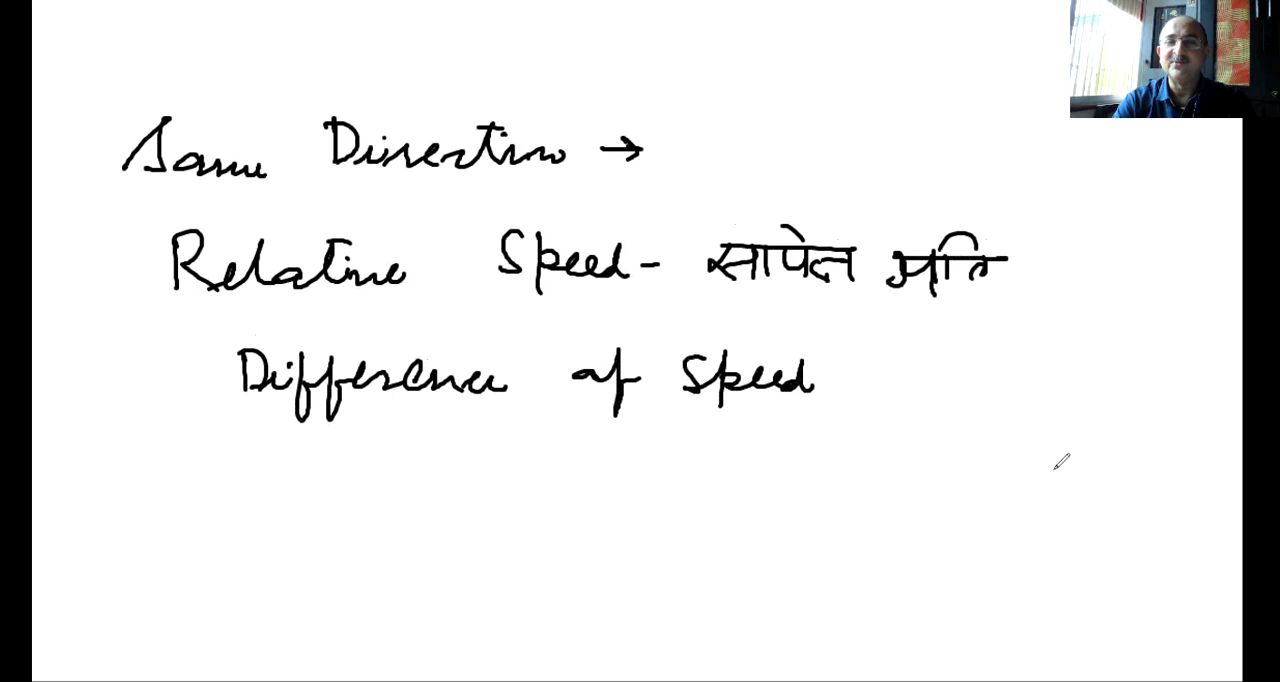 Same Direction →
Relative Speed - सापेक्ष गति
Difference of Speed